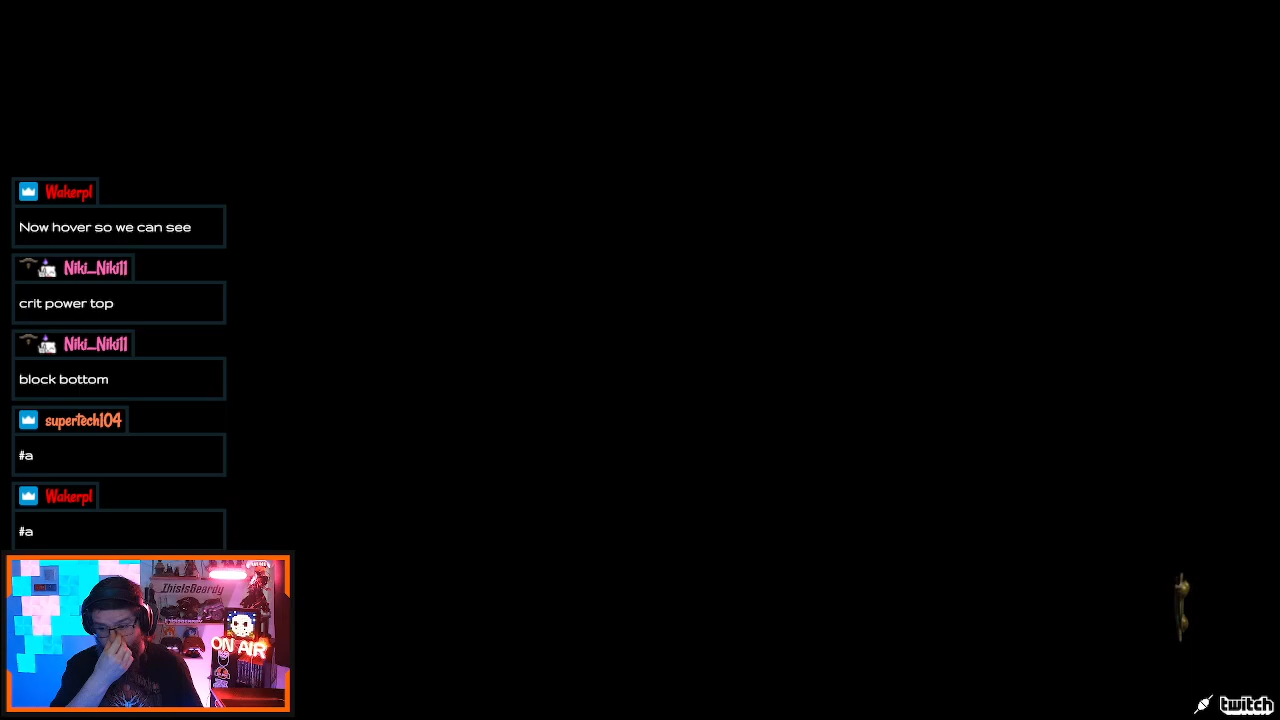 Wakerpl
Now hover so we can see
Niki_Niki11
crit power top
Niki_Niki11
block bottom
supertech104
#a
Wakerpl
#a
ThisIsBeardy
ON AIR
twitch